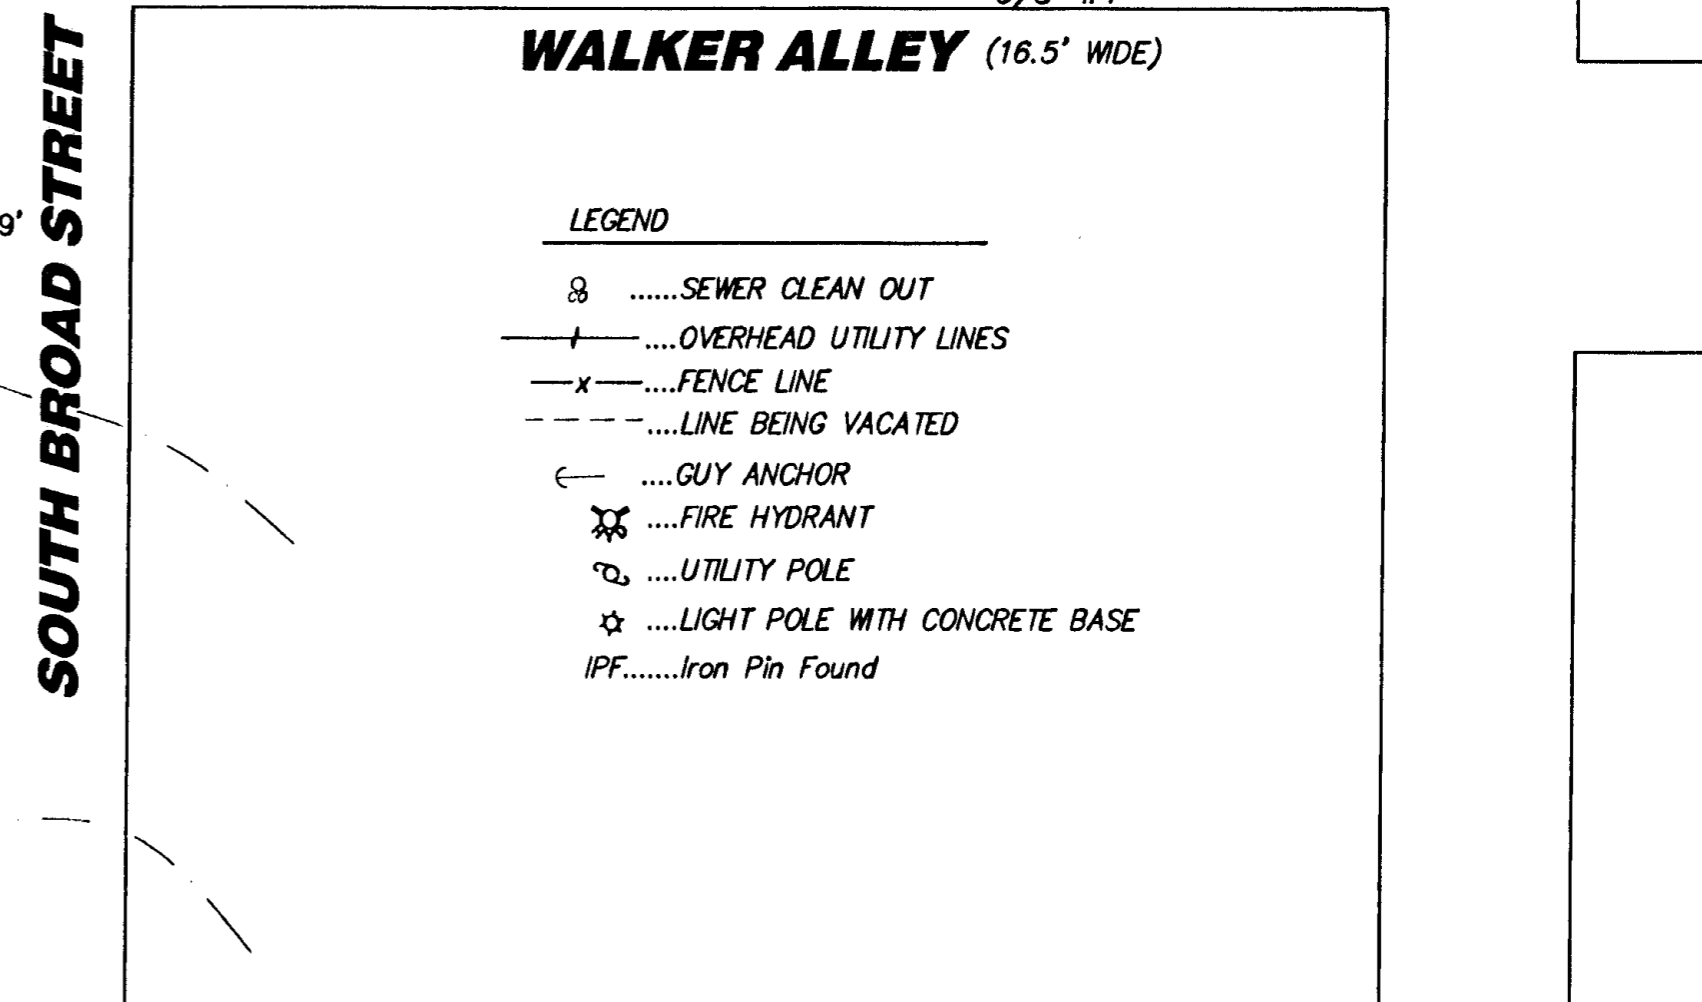 WALKER ALLEY (16.5' WIDE)
SOUTH BROAD STREET
9'
LEGEND
......SEWER CLEAN OUT
....OVERHEAD UTILITY LINES
—x—....FENCE LINE
- - - - -....LINE BEING VACATED
....GUY ANCHOR
....FIRE HYDRANT
....UTILITY POLE
....LIGHT POLE WITH CONCRETE BASE
IPF.......Iron Pin Found